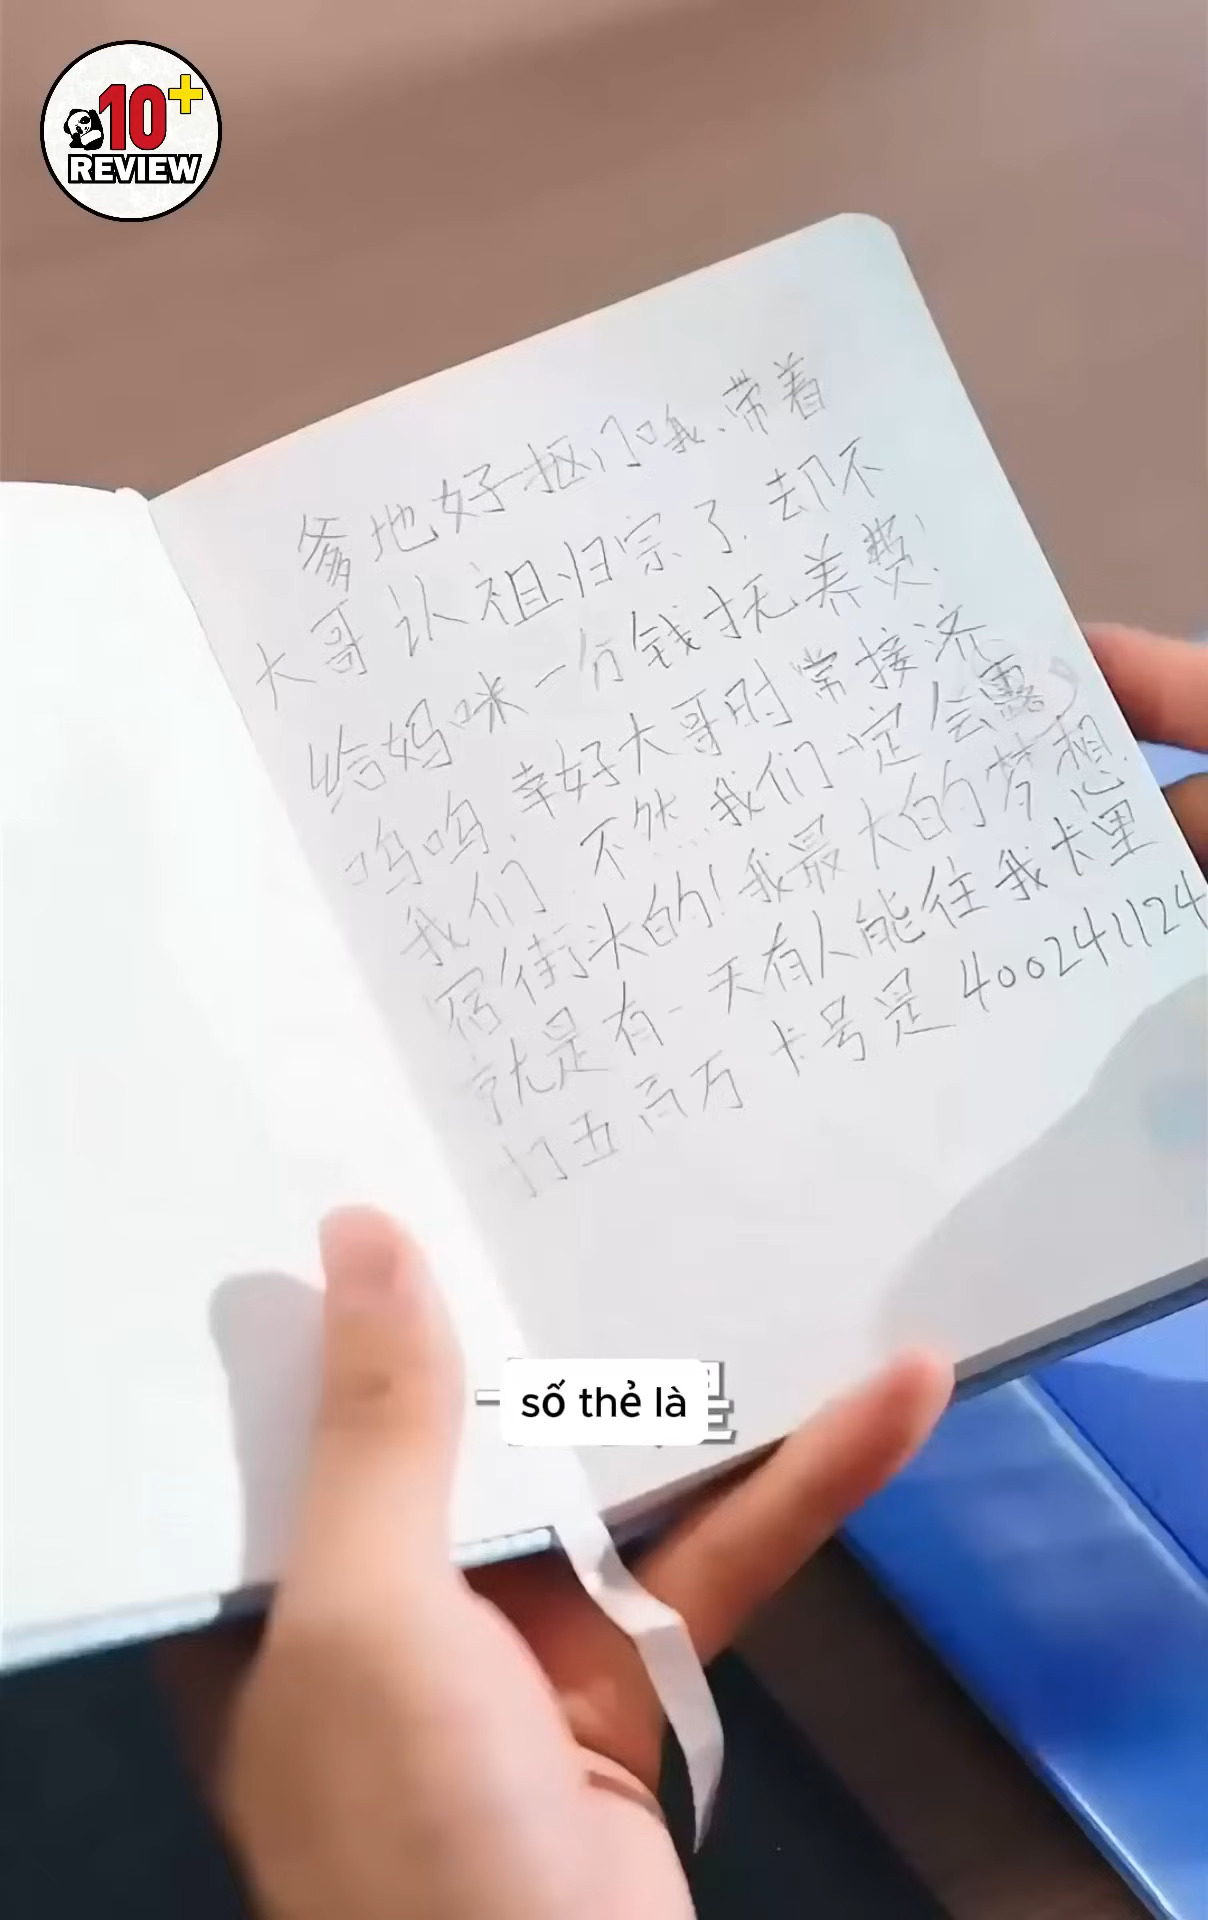 10+
REVIEW
爹地好抠门哦、带着
大哥认祖归宗了.却不
给妈咪一分钱抚养费!
呜呜.幸好大哥时常接济
我们.不然.我们一定会露
宿街头的!我最大的梦想.
就是有一天有人能往我卡里
打五百万 卡号是 400241124
số thẻ là